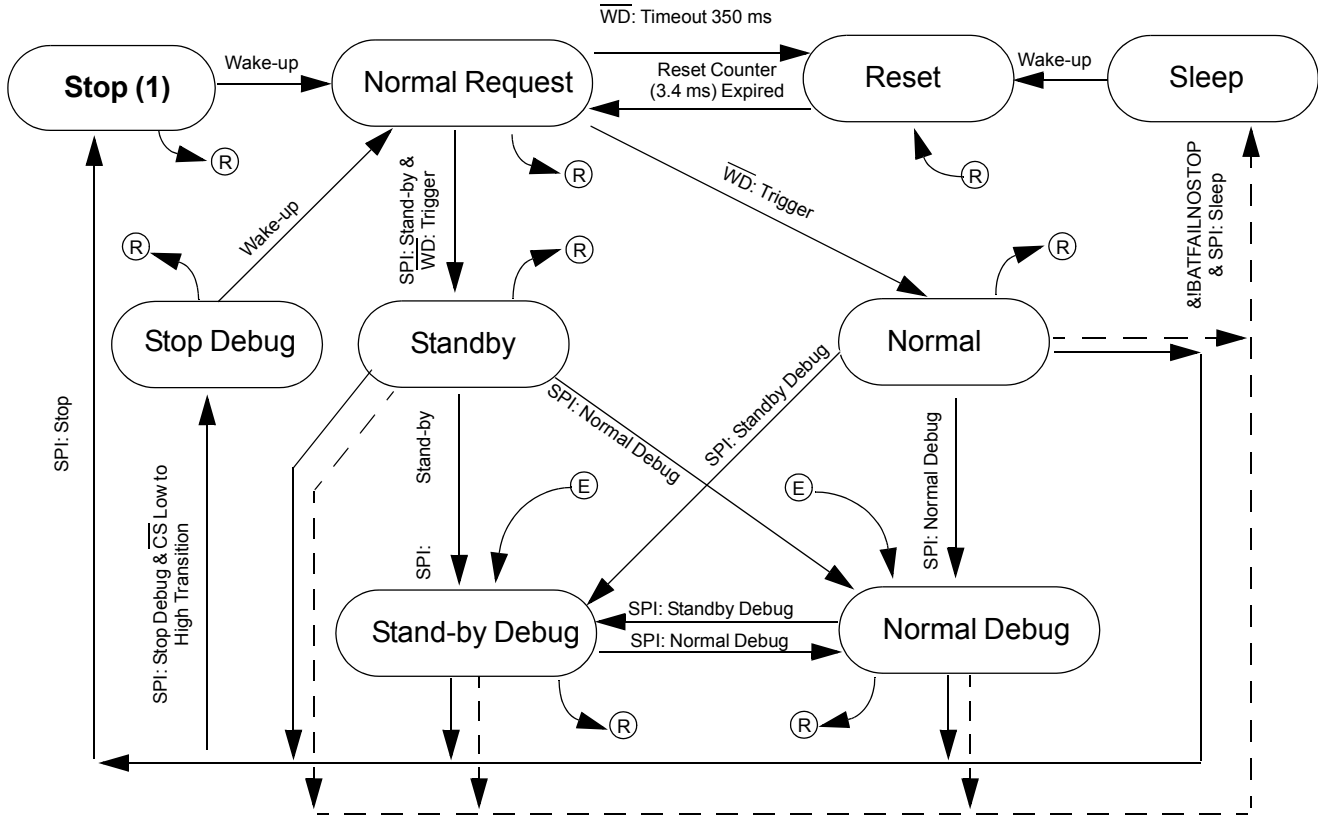 WD: Timeout 350 ms
Wake-up
Stop (1)
Normal Request
Reset Counter
(3.4 ms) Expired
Reset
Wake-up
Sleep
R
R
R
SPI: Stand-by &
WD: Trigger
WD: Trigger
&!BATFAILNOSTOP
& SPI: Sleep
Wake-up
R
R
R
Stop Debug
Standby
Normal
SPI: Stop
SPI: Stop Debug & CS Low to
High Transition
SPI: Stand-by
SPI: Normal Debug
SPI: Standby Debug
SPI: Normal Debug
E
E
Stand-by Debug
SPI: Standby Debug
SPI: Normal Debug
Normal Debug
R
R